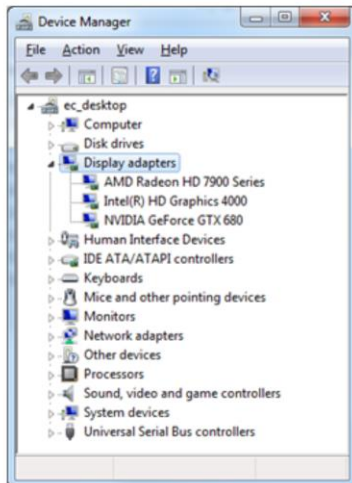 Device Manager
File Action View Help
ec_desktop
Computer
Disk drives
Display adapters
AMD Radeon HD 7900 Series
Intel(R) HD Graphics 4000
NVIDIA GeForce GTX 680
Human Interface Devices
IDE ATA/ATAPI controllers
Keyboards
Mice and other pointing devices
Monitors
Network adapters
Other devices
Processors
Sound, video and game controllers
System devices
Universal Serial Bus controllers